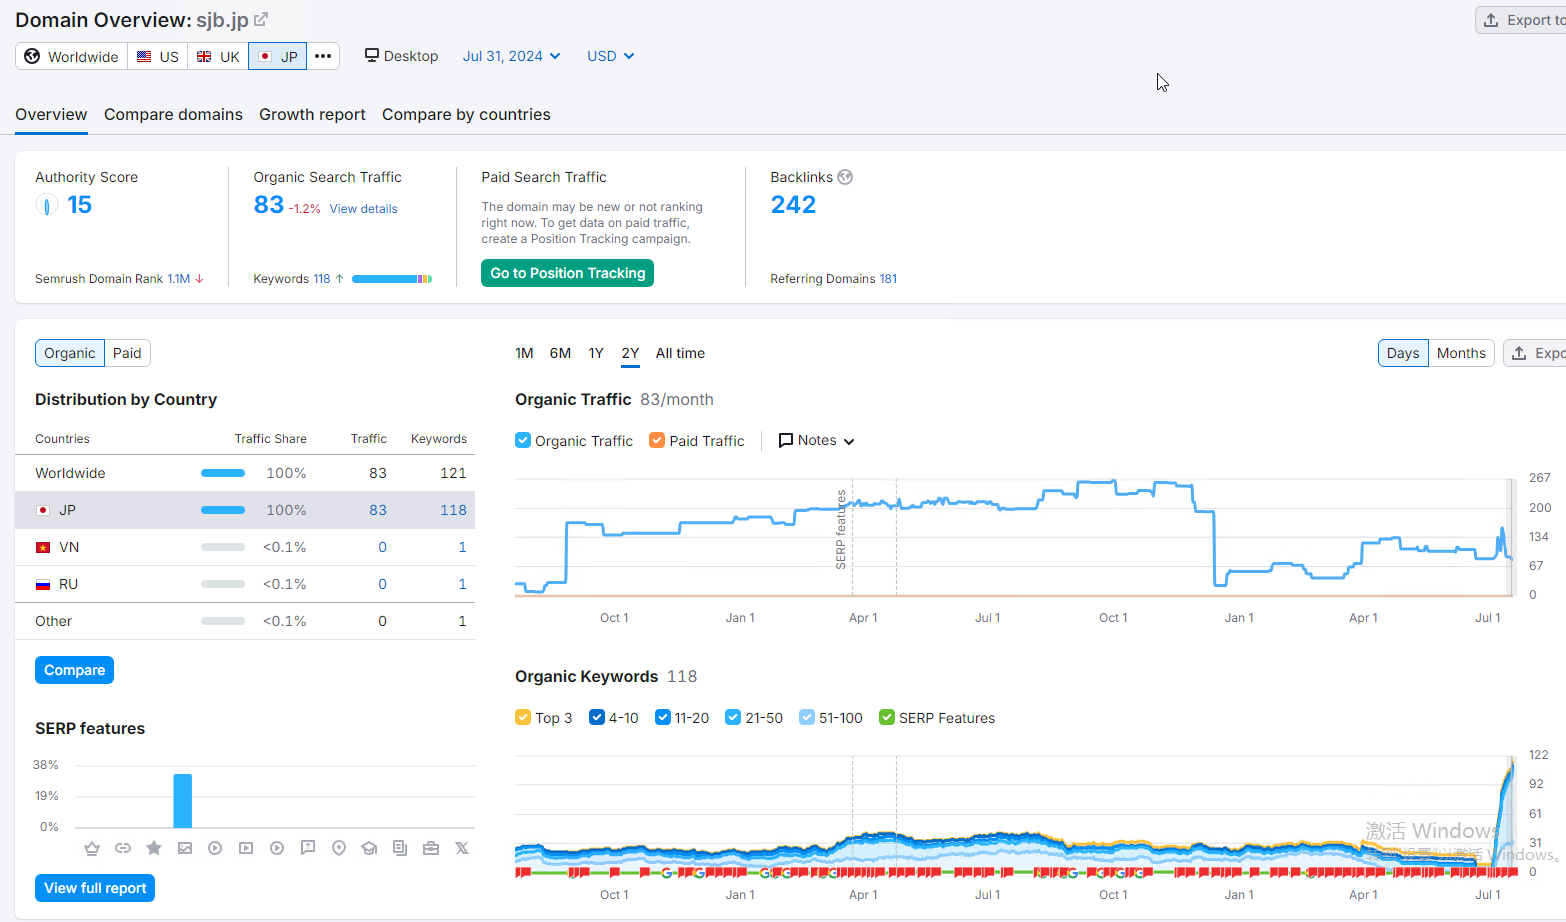 Domain Overview: sjb.jp
Export to
Worldwide US UK JP •••
Desktop Jul 31, 2024 USD
Overview Compare domains Growth report Compare by countries
Authority Score
15
Semrush Domain Rank 1.1M ↓
Organic Search Traffic
83 -1.2% View details
Keywords 118 ↑
Paid Search Traffic
The domain may be new or not ranking
right now. To get data on paid traffic,
create a Position Tracking campaign.
Go to Position Tracking
Backlinks
242
Referring Domains 181
Organic Paid
Distribution by Country
Countries Traffic Share Traffic Keywords
Worldwide 100% 83 121
JP 100% 83 118
VN <0.1% 0 1
RU <0.1% 0 1
Other <0.1% 0 1
Compare
SERP features
38%
19%
0%
View full report
1M 6M 1Y 2Y All time
Days Months Expo
Organic Traffic 83/month
Organic Traffic Paid Traffic Notes
SERP features
267
200
134
67
0
Oct 1 Jan 1 Apr 1 Jul 1 Oct 1 Jan 1 Apr 1 Jul 1
Organic Keywords 118
Top 3 4-10 11-20 21-50 51-100 SERP Features
122
92
61
31
0
激活 Windows
激活 Windows。
Oct 1 Jan 1 Apr 1 Jul 1 Oct 1 Jan 1 Apr 1 Jul 1